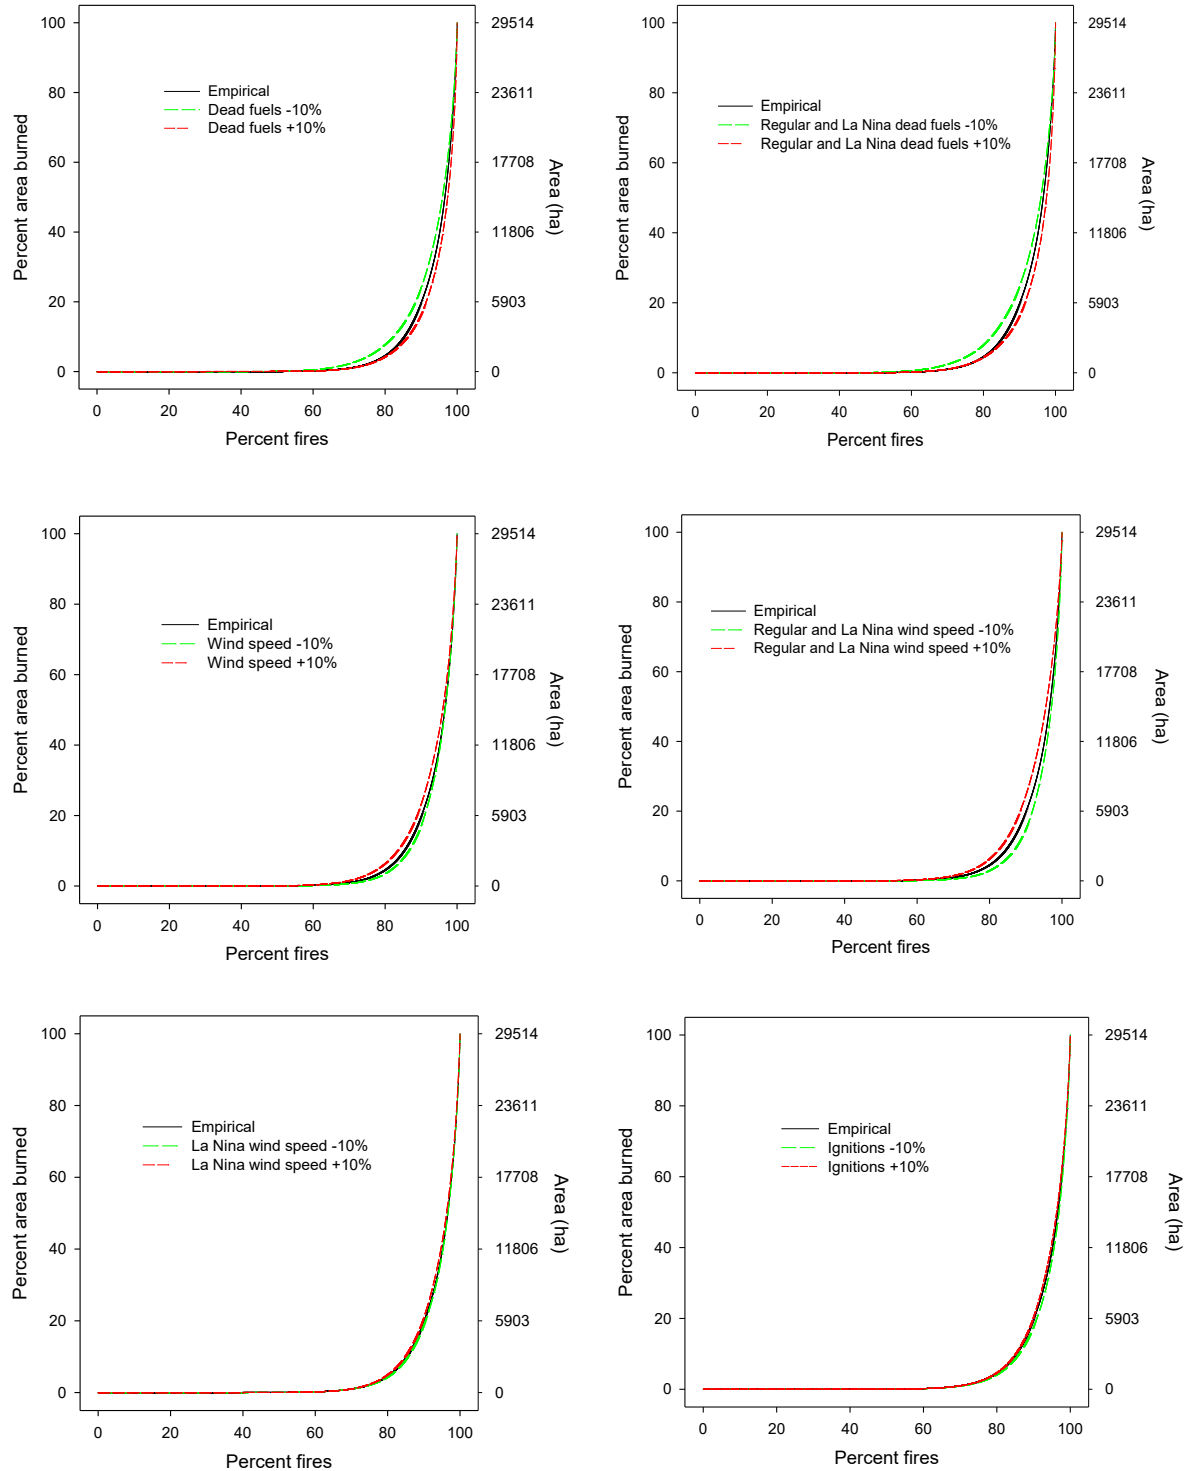 Percent area burned
100
80
60
40
20
0
Empirical
Dead fuels -10%
Dead fuels +10%
29514
23611
17708
11806
5903
0
Area (ha)
0 20 40 60 80 100
Percent fires
Percent area burned
100
80
60
40
20
0
Empirical
Regular and La Nina dead fuels -10%
Regular and La Nina dead fuels +10%
29514
23611
17708
11806
5903
0
Area (ha)
0 20 40 60 80 100
Percent fires
Percent area burned
100
80
60
40
20
0
Empirical
Wind speed -10%
Wind speed +10%
29514
23611
17708
11806
5903
0
Area (ha)
0 20 40 60 80 100
Percent fires
Percent area burned
100
80
60
40
20
0
Empirical
Regular and La Nina wind speed -10%
Regular and La Nina wind speed +10%
29514
23611
17708
11806
5903
0
Area (ha)
0 20 40 60 80 100
Percent fires
Percent area burned
100
80
60
40
20
0
Empirical
La Nina wind speed -10%
La Nina wind speed +10%
29514
23611
17708
11806
5903
0
Area (ha)
0 20 40 60 80 100
Percent fires
Percent area burned
100
80
60
40
20
0
Empirical
Ignitions -10%
Ignitions +10%
29514
23611
17708
11806
5903
0
Area (ha)
0 20 40 60 80 100
Percent fires